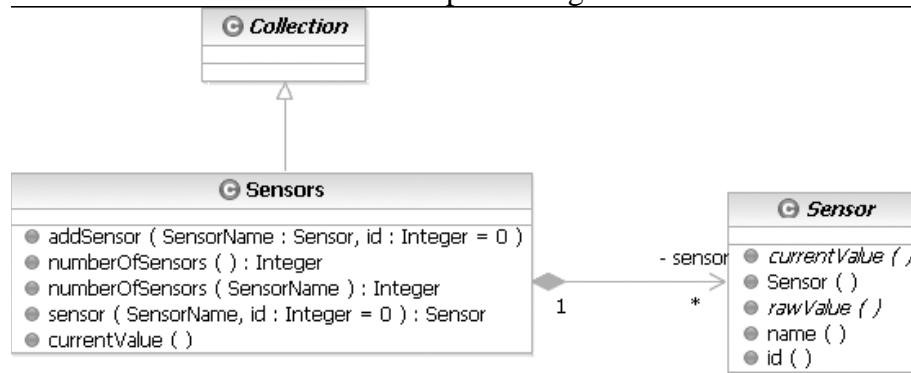 Collection
Sensors
addSensor ( SensorName : Sensor, id : Integer = 0 )
numberOfSensors ( ) : Integer
numberOfSensors ( SensorName ) : Integer
sensor ( SensorName, id : Integer = 0 ) : Sensor
currentValue ( )
- sensor
1
*
Sensor
currentValue ( )
Sensor ( )
rawValue ( )
name ( )
id ( )